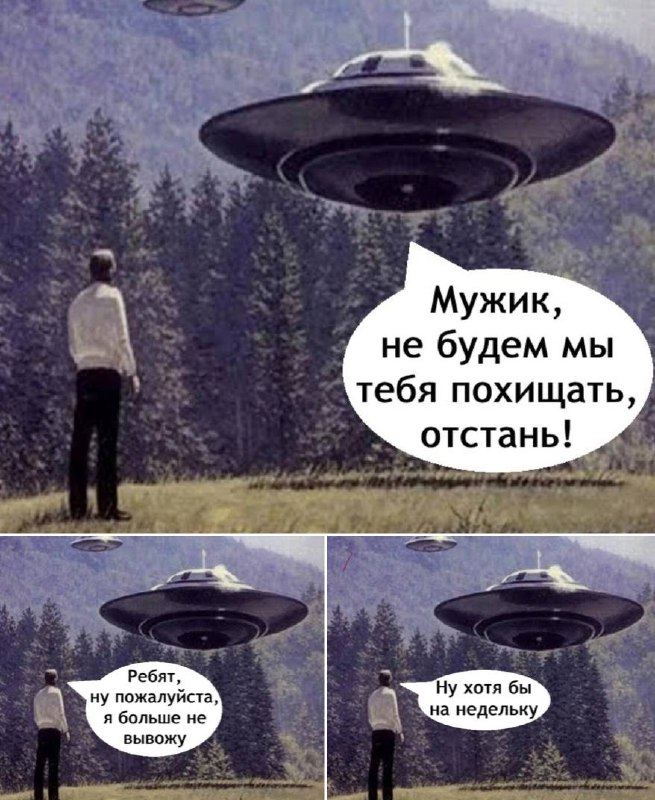 Мужик,
не будем мы
тебя похищать,
отстань!
Ребят,
ну пожалуйста,
я больше не
вывожу
Ну хотя бы
на недельку